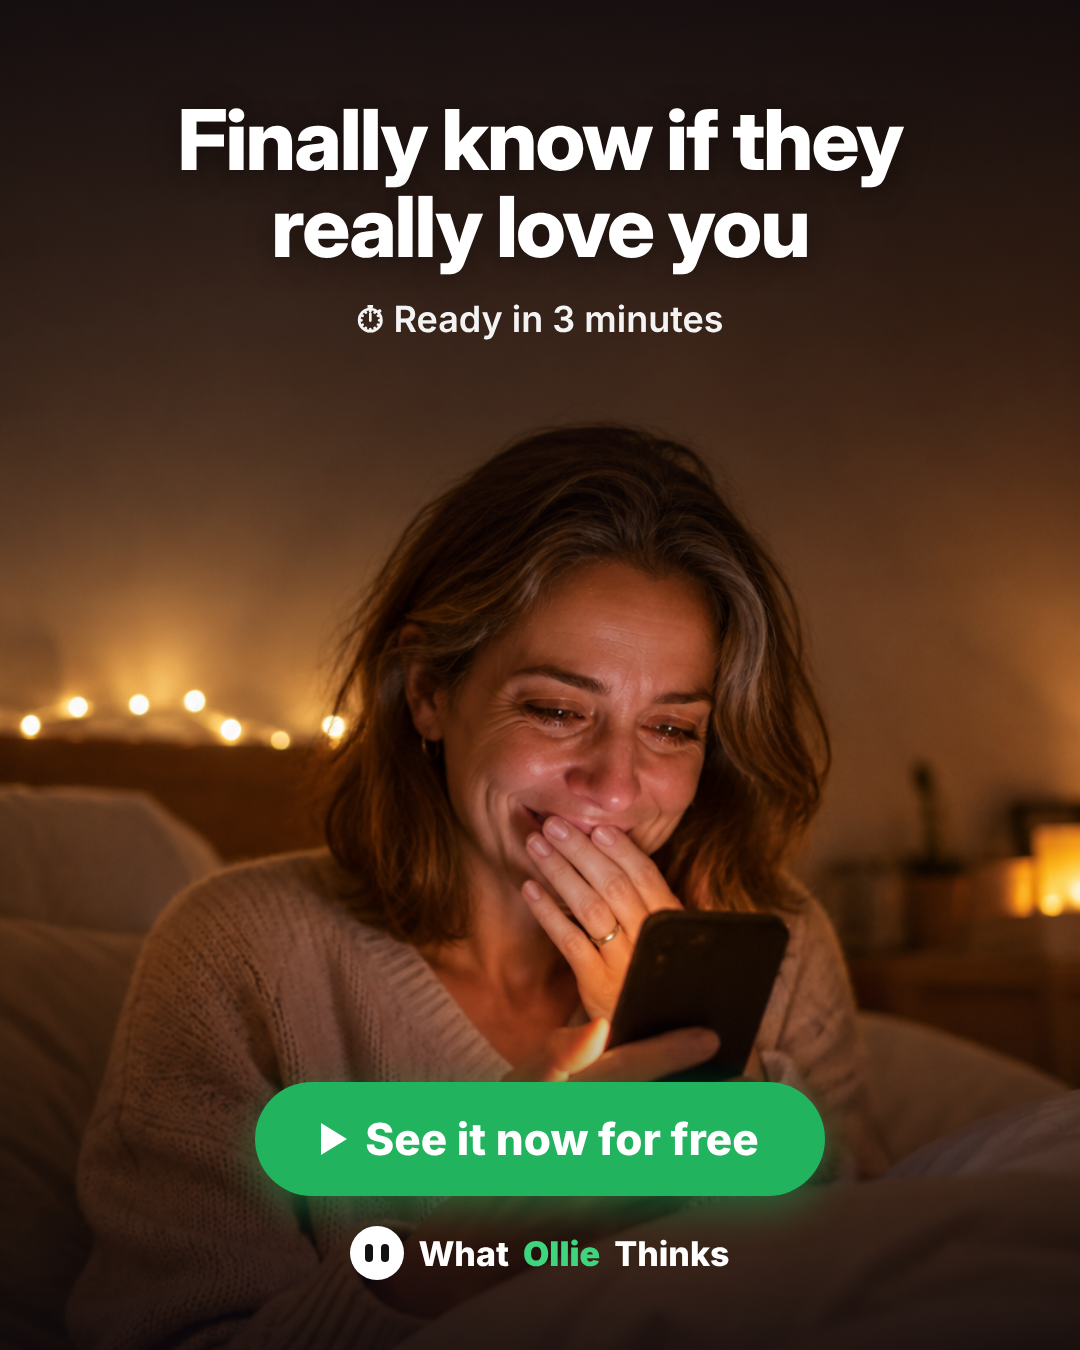 Finally know if they
really love you
⏱ Ready in 3 minutes
▶ See it now for free
What Ollie Thinks